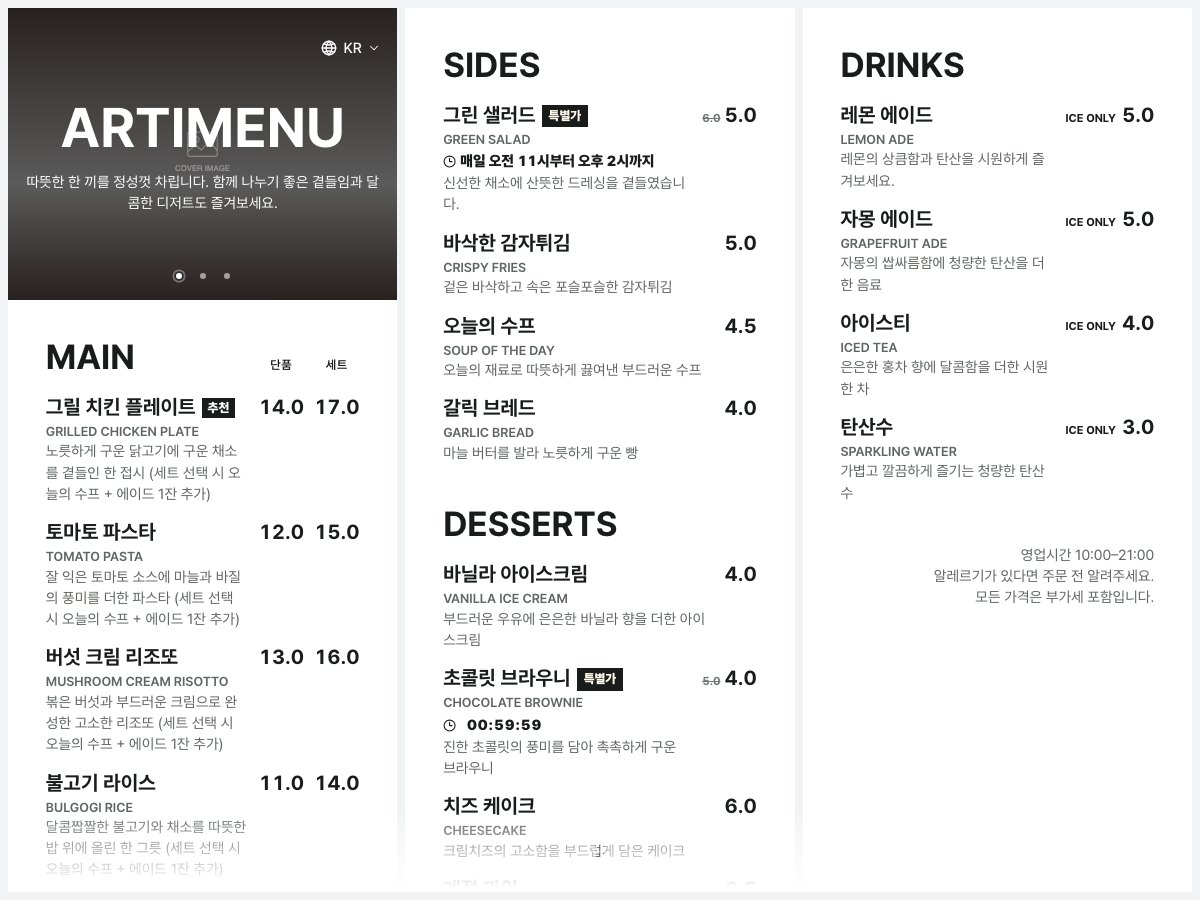 KR
ARTIMENU
COVER IMAGE
따뜻한 한 끼를 정성껏 차립니다. 함께 나누기 좋은 곁들임과 달
콤한 디저트도 즐겨보세요.
MAIN 단품 세트
그릴 치킨 플레이트 추천 14.0 17.0
GRILLED CHICKEN PLATE
노릇하게 구운 닭고기에 구운 채소
를 곁들인 한 접시 (세트 선택 시 오
늘의 수프 + 에이드 1잔 추가)
토마토 파스타 12.0 15.0
TOMATO PASTA
잘 익은 토마토 소스에 마늘과 바질
의 풍미를 더한 파스타 (세트 선택
시 오늘의 수프 + 에이드 1잔 추가)
버섯 크림 리조또 13.0 16.0
MUSHROOM CREAM RISOTTO
볶은 버섯과 부드러운 크림으로 완
성한 고소한 리조또 (세트 선택 시
오늘의 수프 + 에이드 1잔 추가)
불고기 라이스 11.0 14.0
BULGOGI RICE
달콤짭짤한 불고기와 채소를 따뜻한
밥 위에 올린 한 그릇 (세트 선택 시
오늘의 수프 + 에이드 1잔 추가)
SIDES
그린 샐러드 특별가 6.0 5.0
GREEN SALAD
매일 오전 11시부터 오후 2시까지
신선한 채소에 산뜻한 드레싱을 곁들였습니
다.
바삭한 감자튀김 5.0
CRISPY FRIES
겉은 바삭하고 속은 포슬포슬한 감자튀김
오늘의 수프 4.5
SOUP OF THE DAY
오늘의 재료로 따뜻하게 끓여낸 부드러운 수프
갈릭 브레드 4.0
GARLIC BREAD
마늘 버터를 발라 노릇하게 구운 빵
DESSERTS
바닐라 아이스크림 4.0
VANILLA ICE CREAM
부드러운 우유에 은은한 바닐라 향을 더한 아이
스크림
초콜릿 브라우니 특별가 5.0 4.0
CHOCOLATE BROWNIE
00:59:59
진한 초콜릿의 풍미를 담아 촉촉하게 구운
브라우니
치즈 케이크 6.0
CHEESECAKE
크림치즈의 고소함을 부드럽게 담은 케이크
DRINKS
레몬 에이드 ICE ONLY 5.0
LEMON ADE
레몬의 상큼함과 탄산을 시원하게 즐
겨보세요.
자몽 에이드 ICE ONLY 5.0
GRAPEFRUIT ADE
자몽의 쌉싸름함에 청량한 탄산을 더
한 음료
아이스티 ICE ONLY 4.0
ICED TEA
은은한 홍차 향에 달콤함을 더한 시원
한 차
탄산수 ICE ONLY 3.0
SPARKLING WATER
가볍고 깔끔하게 즐기는 청량한 탄산
수
영업시간 10:00–21:00
알레르기가 있다면 주문 전 알려주세요.
모든 가격은 부가세 포함입니다.